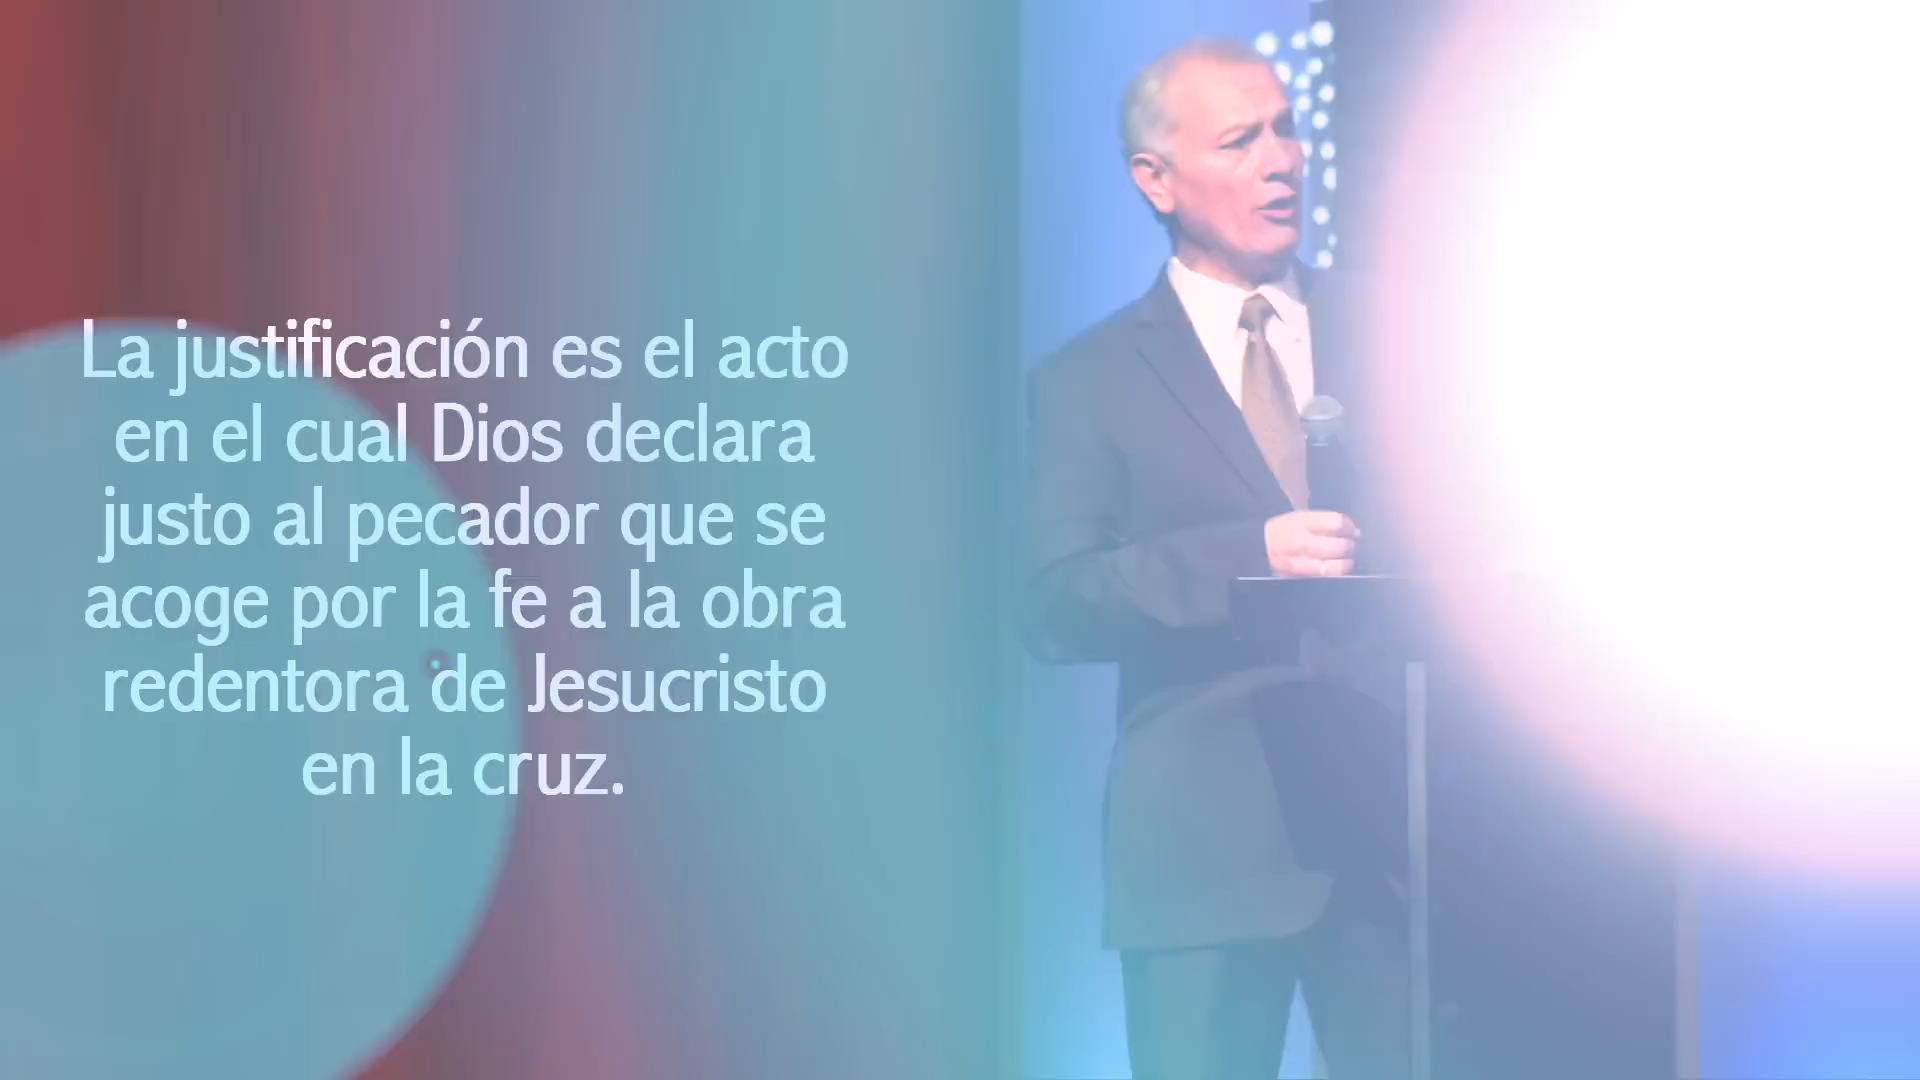 La justificación es el acto
en el cual Dios declara
justo al pecador que se
acoge por la fe a la obra
redentora de Jesucristo
en la cruz.